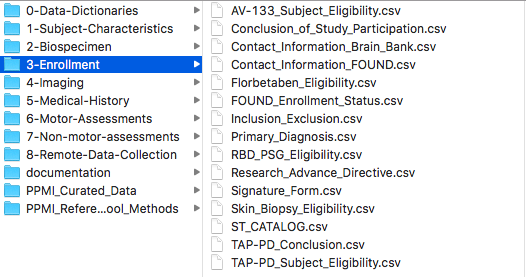 0-Data-Dictionaries
1-Subject-Characteristics
2-Biospecimen
3-Enrollment
4-Imaging
5-Medical-History
6-Motor-Assessments
7-Non-motor-assessments
8-Remote-Data-Collection
documentation
PPMI_Curated_Data
PPMI_Refere...ool_Methods
AV-133_Subject_Eligibility.csv
Conclusion_of_Study_Participation.csv
Contact_Information_Brain_Bank.csv
Contact_Information_FOUND.csv
Florbetaben_Eligibility.csv
FOUND_Enrollment_Status.csv
Inclusion_Exclusion.csv
Primary_Diagnosis.csv
RBD_PSG_Eligibility.csv
Research_Advance_Directive.csv
Signature_Form.csv
Skin_Biopsy_Eligibility.csv
ST_CATALOG.csv
TAP-PD_Conclusion.csv
TAP-PD_Subject_Eligibility.csv